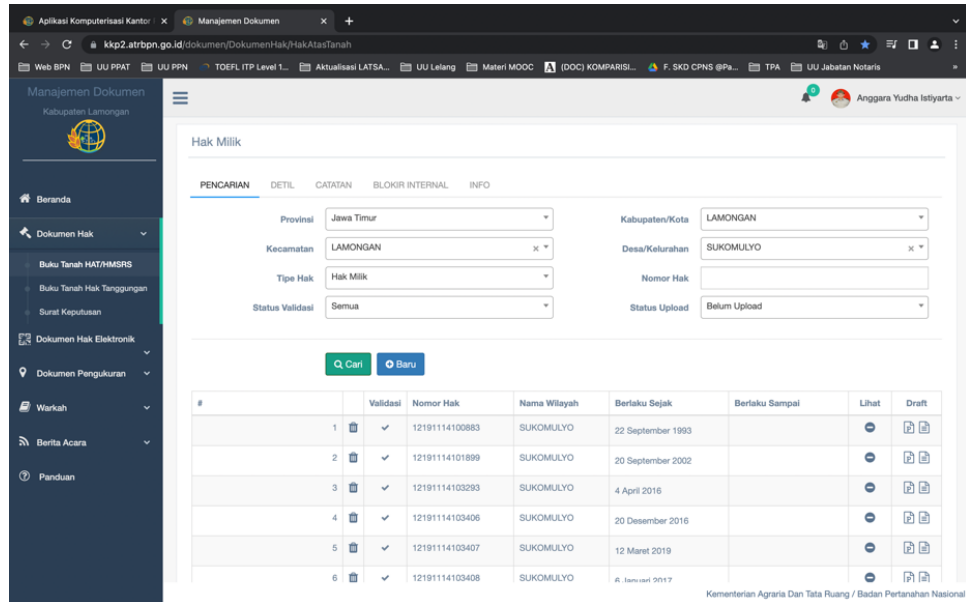 Aplikasi Komputerisasi Kantor
Manajemen Dokumen
kkp2.atrbpn.go.id/dokumen/DokumenHak/HakAtasTanah
Web BPN UU PPAT UU PPN TOEFL ITP Level 1... Aktualisasi LATSA... UU Lelang Materi MOOC (DOC) KOMPARISI... F. SKD CPNS @Pa... TPA UU Jabatan Notaris »
Manajemen Dokumen
Kabupaten Lamongan
0 Anggara Yudha Istiyarta
Beranda
Dokumen Hak
Buku Tanah HAT/HMSRS
Buku Tanah Hak Tanggungan
Surat Keputusan
Dokumen Hak Elektronik
Dokumen Pengukuran
Warkah
Berita Acara
Panduan
Hak Milik
PENCARIAN DETIL CATATAN BLOKIR INTERNAL INFO
Provinsi Jawa Timur Kabupaten/Kota LAMONGAN
Kecamatan LAMONGAN Desa/Kelurahan SUKOMULYO
Tipe Hak Hak Milik Nomor Hak
Status Validasi Semua Status Upload Belum Upload
Cari Baru
# Validasi Nomor Hak Nama Wilayah Berlaku Sejak Berlaku Sampai Lihat Draft
1 12191114100883 SUKOMULYO 22 September 1993
2 12191114101899 SUKOMULYO 20 September 2002
3 12191114103293 SUKOMULYO 4 April 2016
4 12191114103406 SUKOMULYO 20 Desember 2016
5 12191114103407 SUKOMULYO 12 Maret 2019
6 12191114103408 SUKOMULYO 6 Januari 2017
Kementerian Agraria Dan Tata Ruang / Badan Pertanahan Nasional